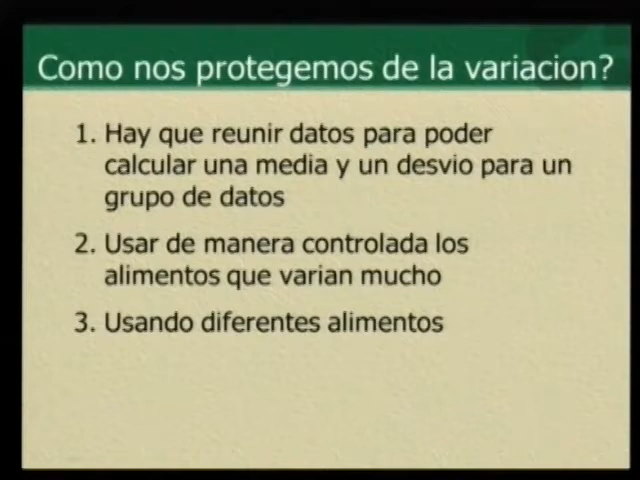 Como nos protegemos de la variacion?
1. Hay que reunir datos para poder
calcular una media y un desvio para un
grupo de datos
2. Usar de manera controlada los
alimentos que varian mucho
3. Usando diferentes alimentos